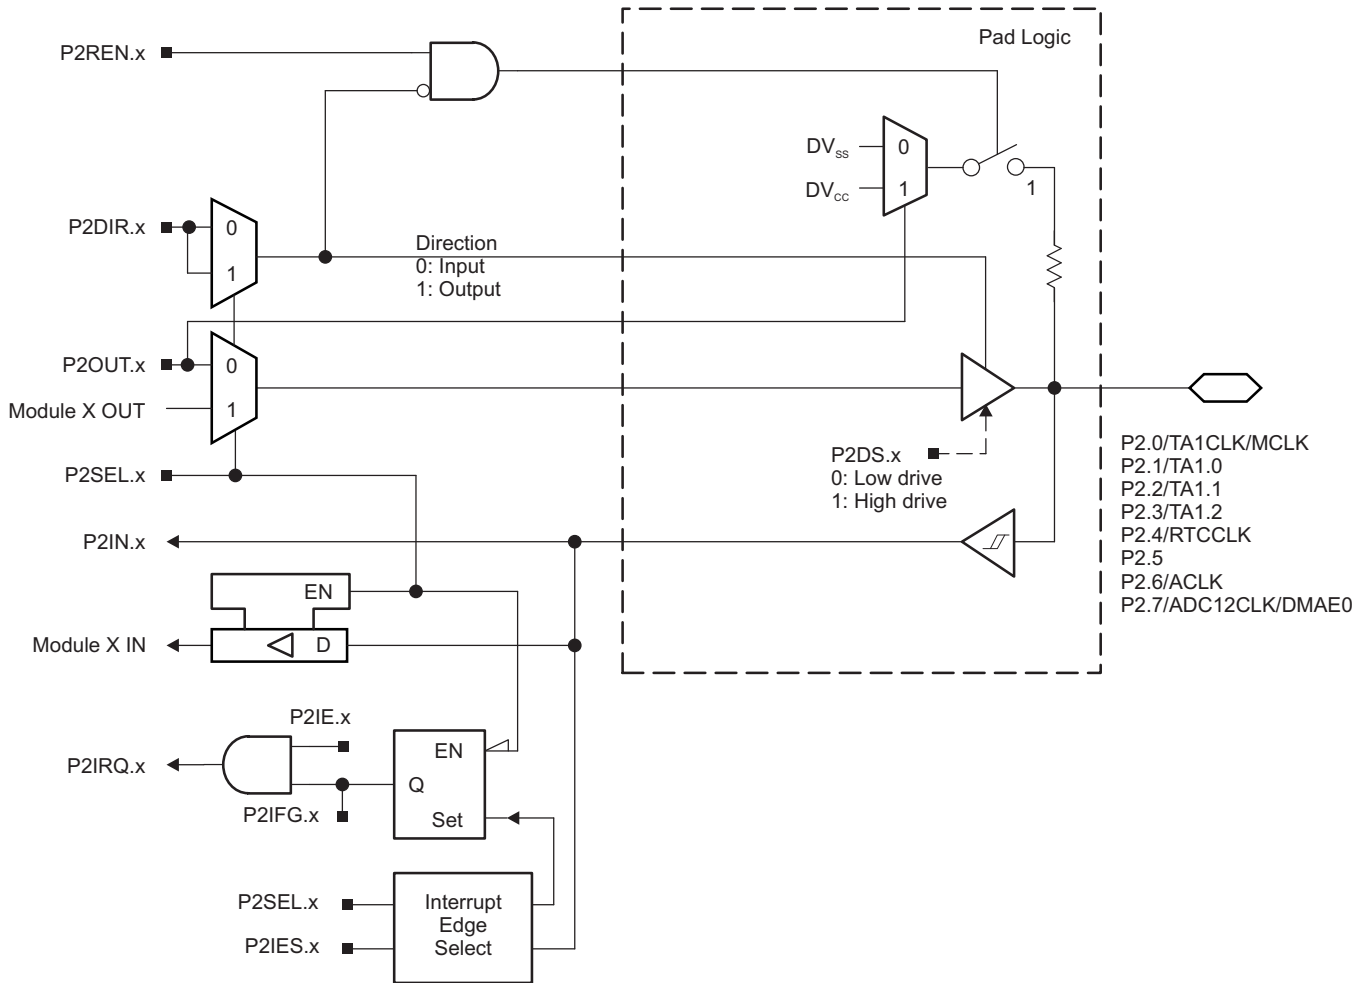 Pad Logic
P2REN.x
DVSS
0
DVCC
1
1
P2DIR.x
0
1
Direction
0: Input
1: Output
P2OUT.x
0
Module X OUT
1
P2SEL.x
P2DS.x
0: Low drive
1: High drive
P2.0/TA1CLK/MCLK
P2.1/TA1.0
P2.2/TA1.1
P2.3/TA1.2
P2.4/RTCCLK
P2.5
P2.6/ACLK
P2.7/ADC12CLK/DMAE0
P2IN.x
EN
Module X IN
D
P2IE.x
P2IRQ.x
EN
Q
P2IFG.x
Set
P2SEL.x
P2IES.x
Interrupt
Edge
Select